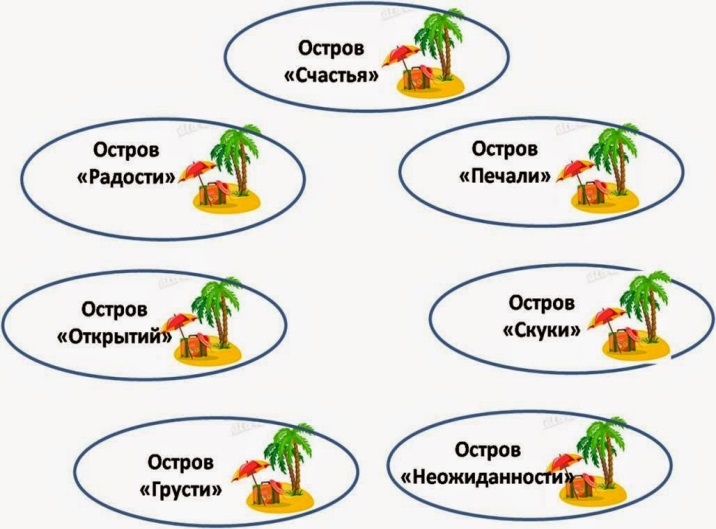 Остров
«Счастья»
Остров
«Радости»
Остров
«Печали»
Остров
«Открытий»
Остров
«Скуки»
Остров
«Грусти»
Остров
«Неожиданности»